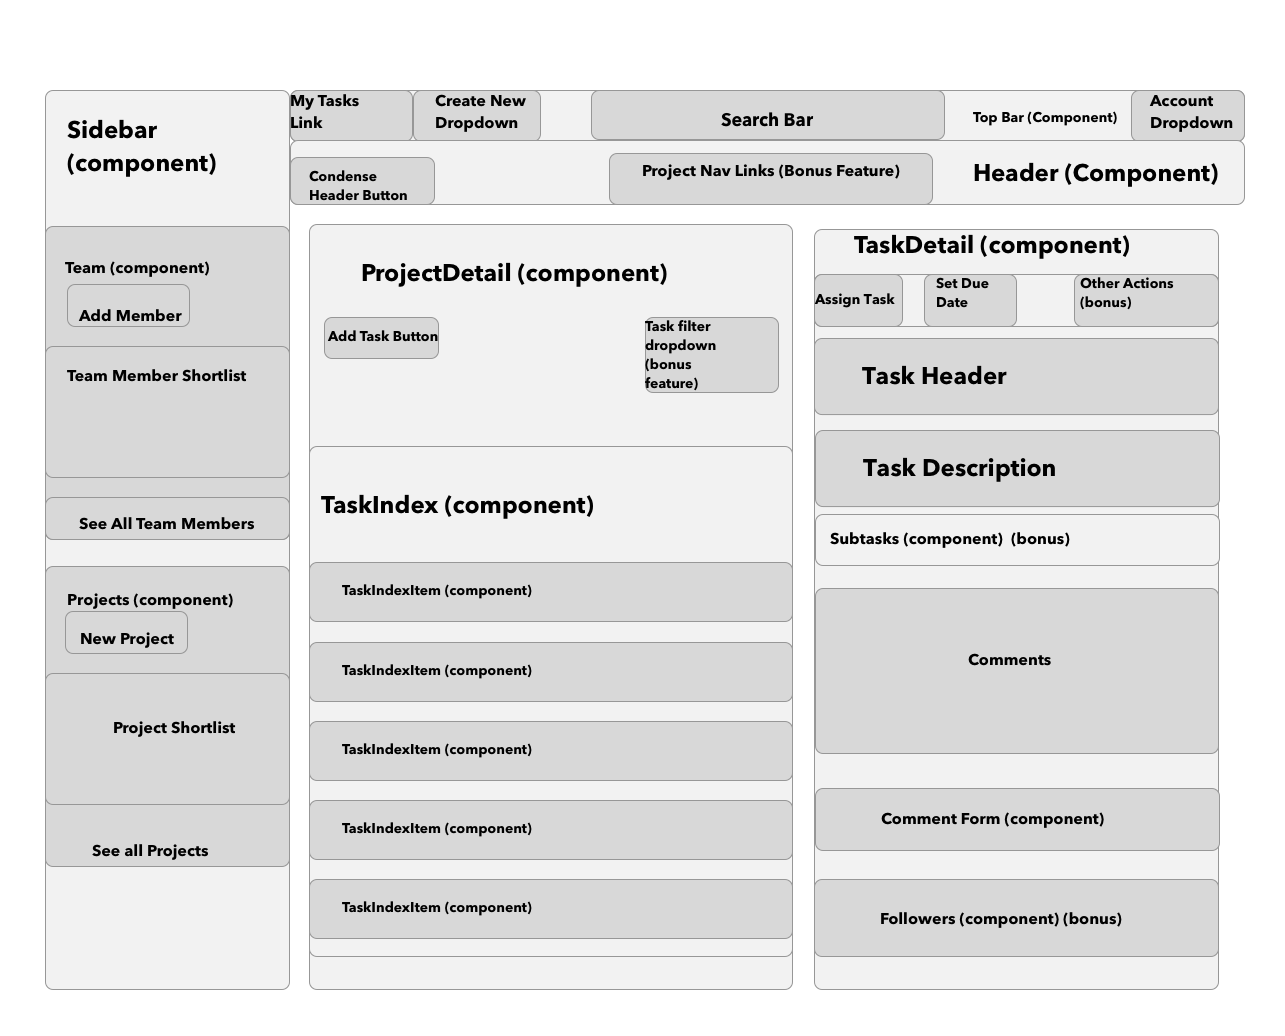 Sidebar
(component)
My Tasks
Link
Create New
Dropdown
Search Bar
Top Bar (Component)
Account
Dropdown
Condense
Header Button
Project Nav Links (Bonus Feature)
Header (Component)
Team (component)
Add Member
Team Member Shortlist
See All Team Members
Projects (component)
New Project
Project Shortlist
See all Projects
ProjectDetail (component)
Add Task Button
Task filter
dropdown
(bonus
feature)
TaskIndex (component)
TaskIndexItem (component)
TaskIndexItem (component)
TaskIndexItem (component)
TaskIndexItem (component)
TaskIndexItem (component)
TaskDetail (component)
Assign Task
Set Due
Date
Other Actions
(bonus)
Task Header
Task Description
Subtasks (component) (bonus)
Comments
Comment Form (component)
Followers (component) (bonus)